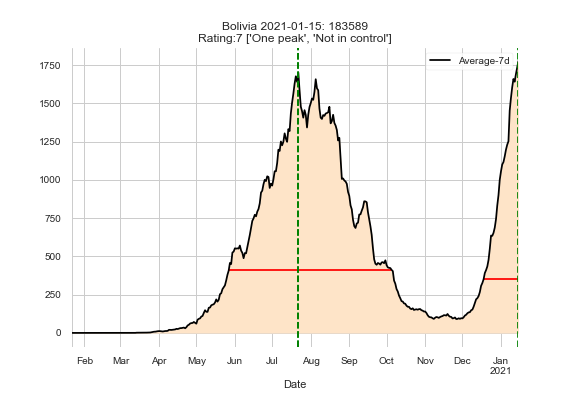 Bolivia 2021-01-15: 183589
Rating:7 ['One peak', 'Not in control']
Average-7d
1750
1500
1250
1000
750
500
250
0
Feb Mar Apr May Jun Jul Aug Sep Oct Nov Dec Jan
2021
Date